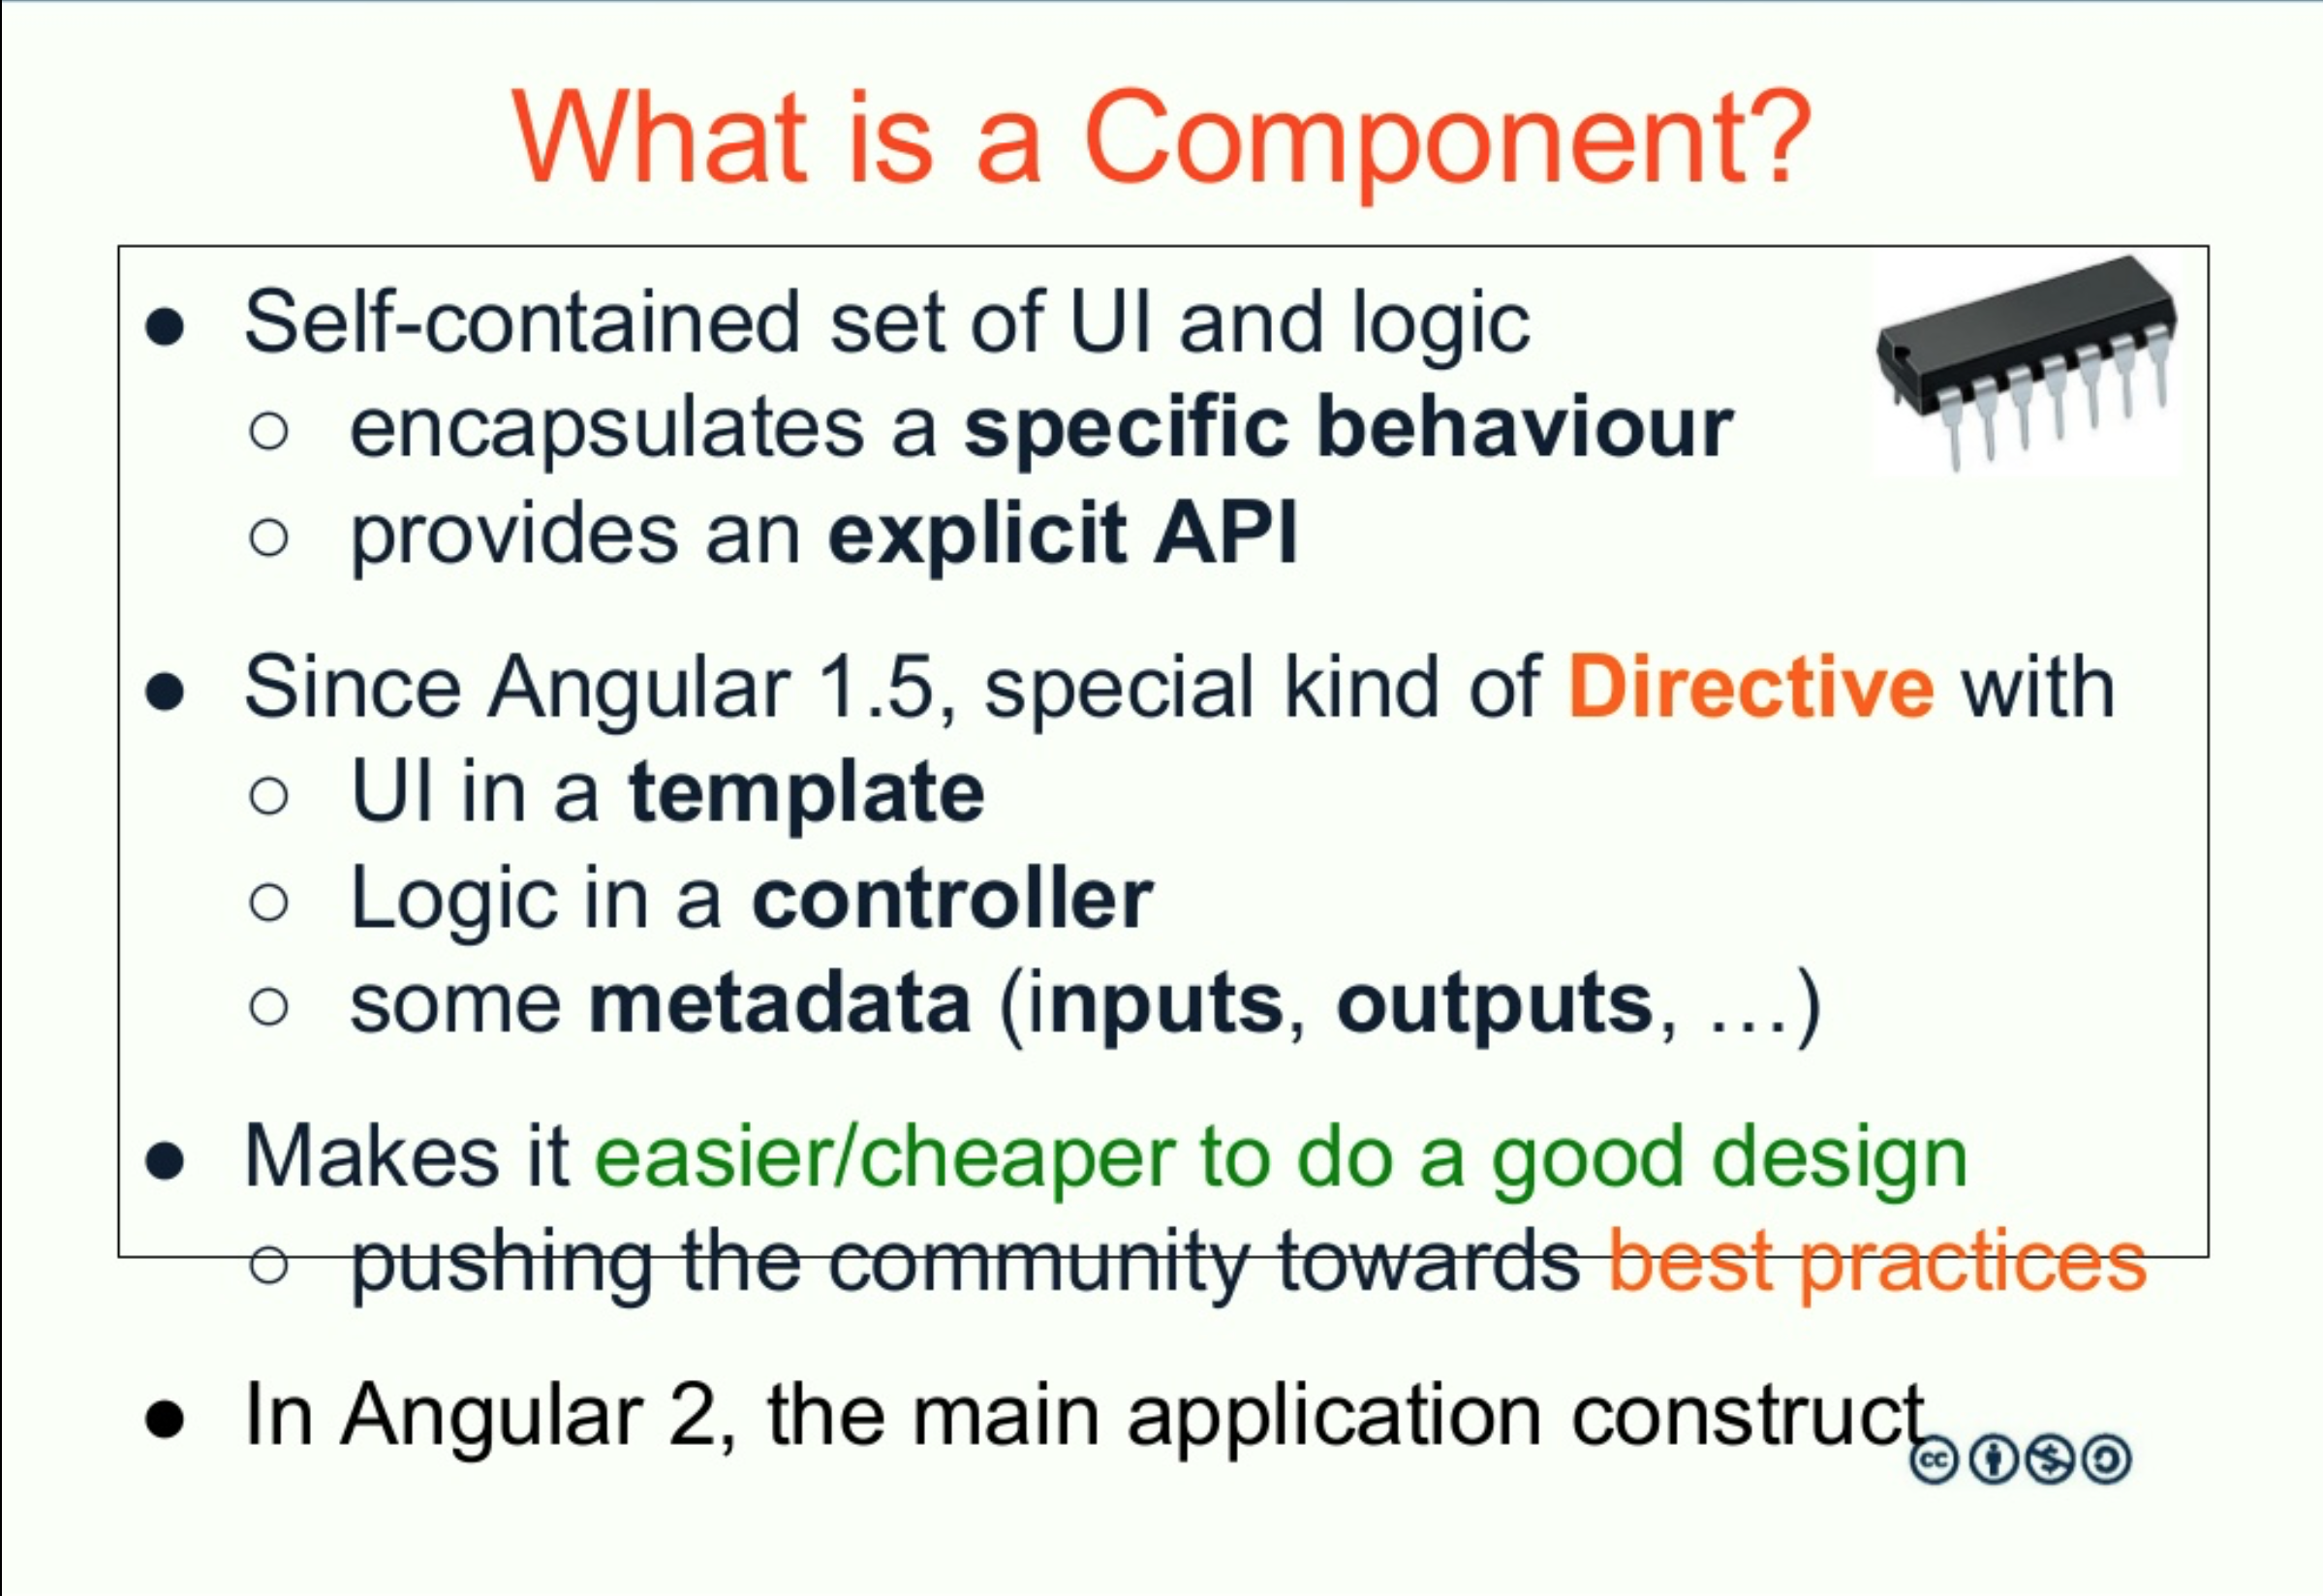 What is a Component?
● Self-contained set of UI and logic
○ encapsulates a specific behaviour
○ provides an explicit API
● Since Angular 1.5, special kind of Directive with
○ UI in a template
○ Logic in a controller
○ some metadata (inputs, outputs, …)
● Makes it easier/cheaper to do a good design
○ pushing the community towards best practices
● In Angular 2, the main application construct
cc